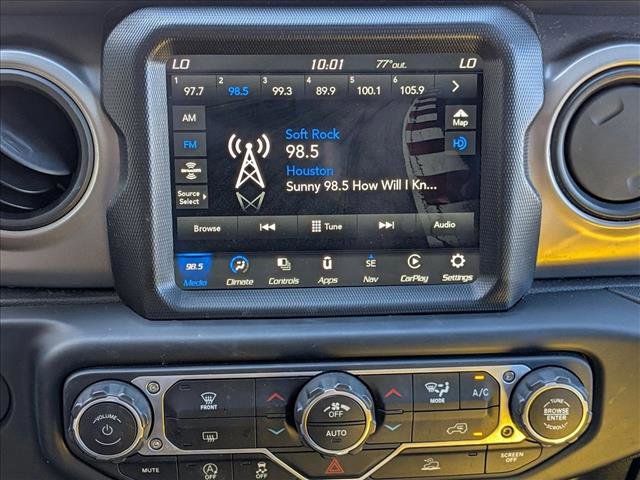 LO 10:01 77°out. LO
1 2 3 4 5 6
97.7 98.5 99.3 89.9 100.1 105.9
AM
Map
FM
HD
Soft Rock
98.5
Houston
Sunny 98.5 How Will I Kn...
SiriusXM
Source
Select
Browse Tune Audio
98.5 SE
Media Climate Controls Apps Nav CarPlay Settings
VOLUME
FRONT
OFF
AUTO
MODE
A/C
TUNE
BROWSE
ENTER
SCROLL
MUTE
OFF
OFF
SCREEN
OFF